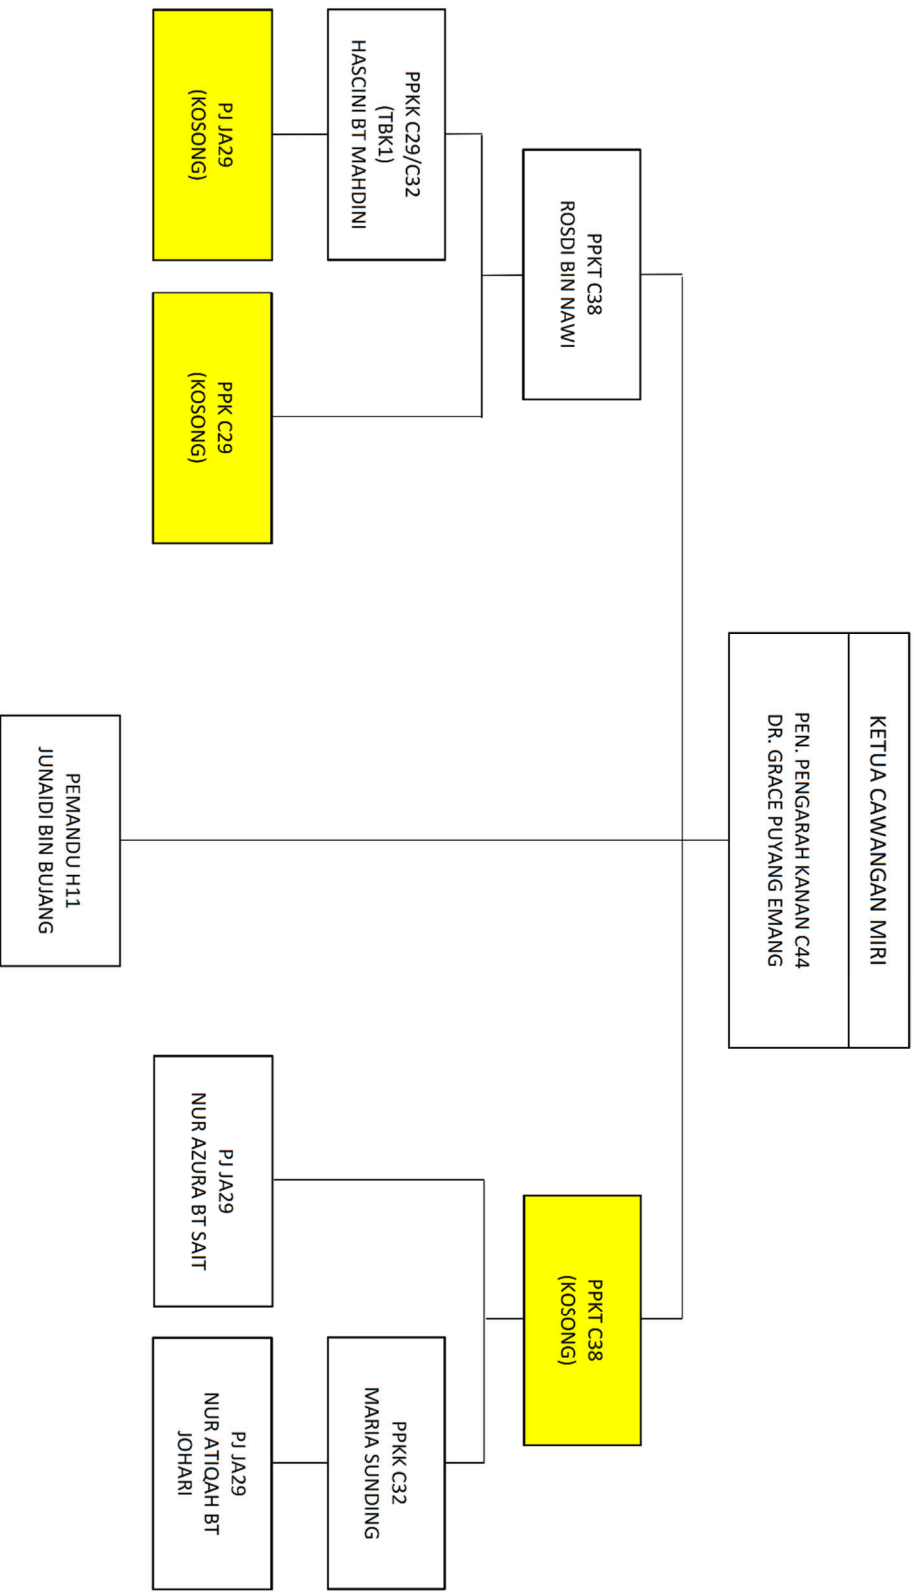 KETUA CAWANGAN MIRI
PEN. PENGARAH KANAN C44
DR. GRACE PUYANG EMANG
PPKT C38
ROSDI BIN NAWI
PPKT C38
(KOSONG)
PPKK C29/C32
(TBK1)
HASCINI BT MAHDINI
PPKK C32
MARIA SUNDING
PJ JA29
(KOSONG)
PPK C29
(KOSONG)
PJ JA29
NUR AZURA BT SAIT
PJ JA29
NUR ATIQAH BT
JOHARI
PEMANDU H11
JUNAIDI BIN BUJANG